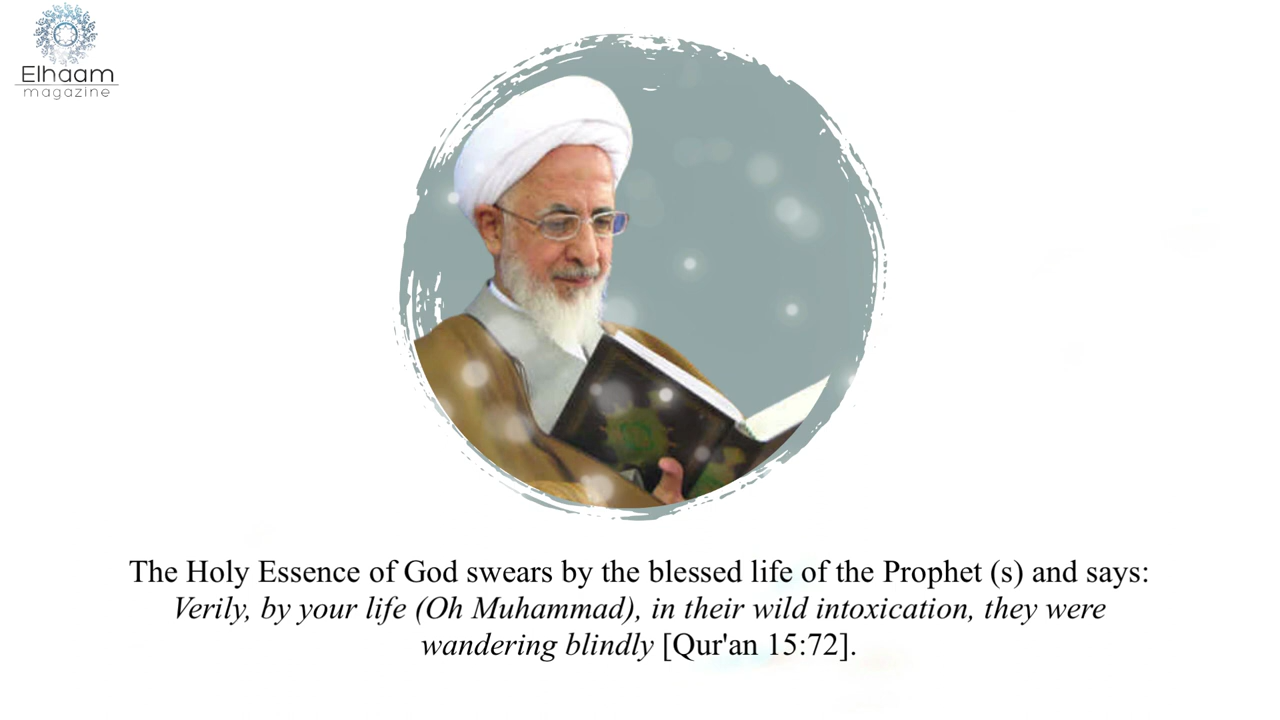 Elhaam
magazine
The Holy Essence of God swears by the blessed life of the Prophet (s) and says:
Verily, by your life (Oh Muhammad), in their wild intoxication, they were
wandering blindly [Qur'an 15:72].